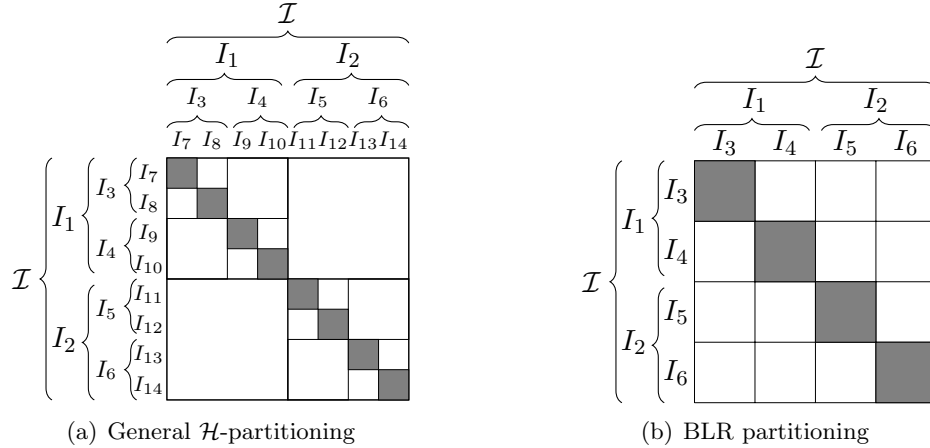 𝓘
I₁ I₂
I₃ I₄ I₅ I₆
I₇ I₈ I₉ I₁₀ I₁₁ I₁₂ I₁₃ I₁₄
𝓘
I₁
I₂
I₃
I₄
I₅
I₆
I₇
I₈
I₉
I₁₀
I₁₁
I₁₂
I₁₃
I₁₄
(a) General 𝓗-partitioning
𝓘
I₁ I₂
I₃ I₄ I₅ I₆
𝓘
I₁
I₂
I₃
I₄
I₅
I₆
(b) BLR partitioning